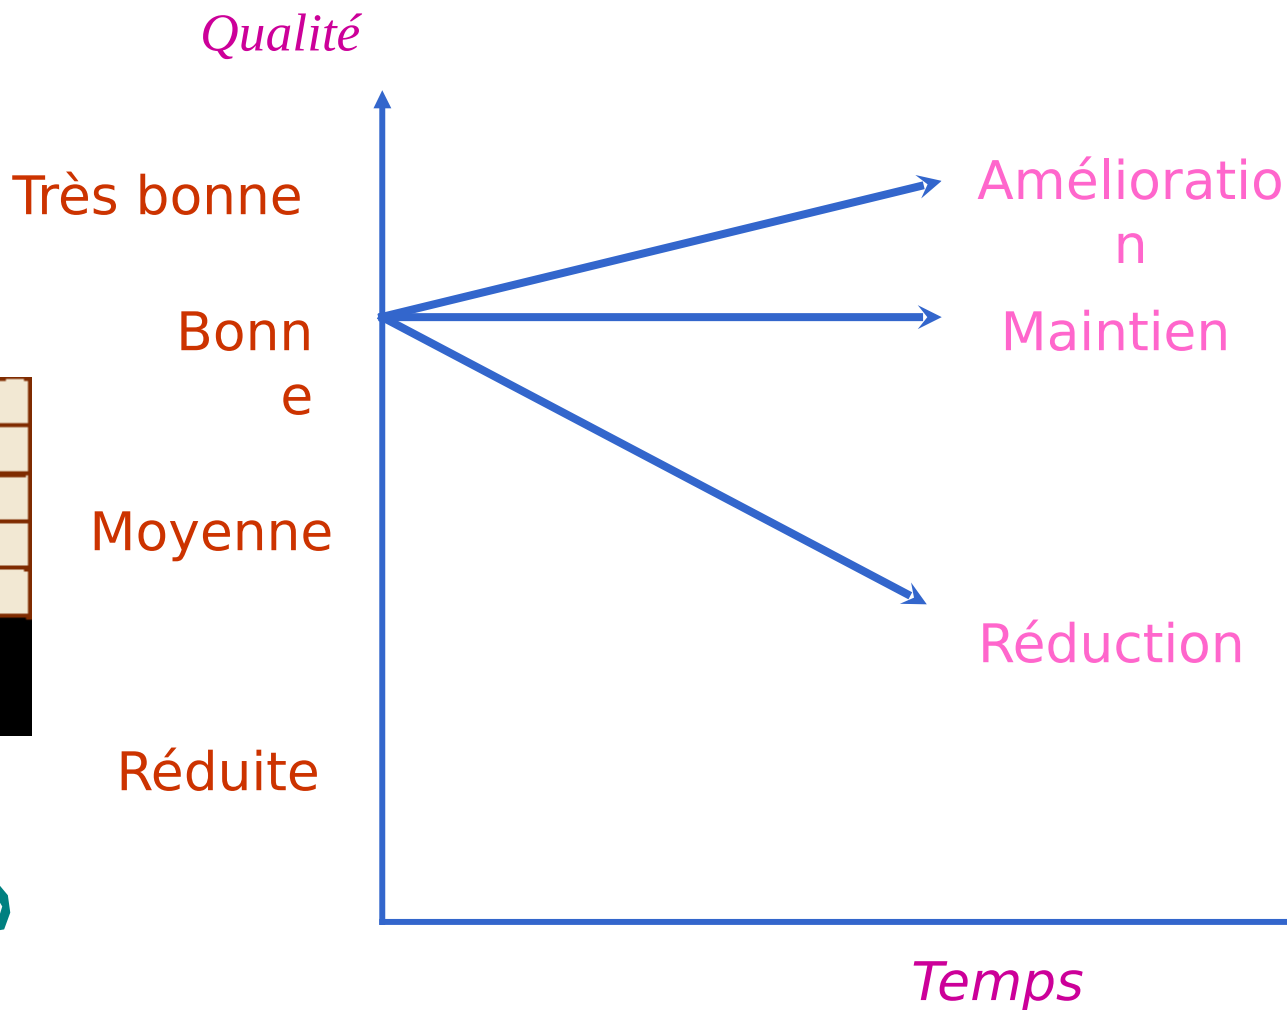 Qualité
Très bonne
Amélioratio
n
Bonn
e
Maintien
Moyenne
Réduction
Réduite
Temps